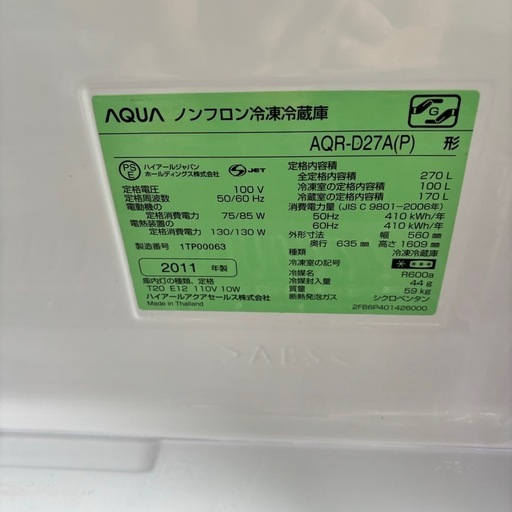 AQUA ノンフロン冷凍冷蔵庫
G
AQR-D27A(P) 形
PS
E
ハイアールジャパン
ホールディングス株式会社
S JET
定格電圧 100 V
定格周波数 50/60 Hz
電動機の
定格消費電力 75/85 W
電熱装置の
定格消費電力 130/130 W
製造番号 1TP00063
2011 年製
庫内灯の種類、定格
T20 E12 110V 10W
ハイアールアクアセールス株式会社
Made in Thailand
定格内容積
全定格内容積 270 L
冷凍室の定格内容積 100 L
冷蔵室の定格内容積 170 L
消費電力量 (JIS C 9801-2006年)
50Hz 410 kWh/年
60Hz 410 kWh/年
外形寸法 幅 560 mm
奥行 635 mm 高さ 1609 mm
種類 冷凍冷蔵庫
冷凍室の記号
冷媒名 R600a
冷媒封入量 44 g
質量 59 kg
断熱発泡ガス シクロペンタン
2FB6P401426000
>ABS<